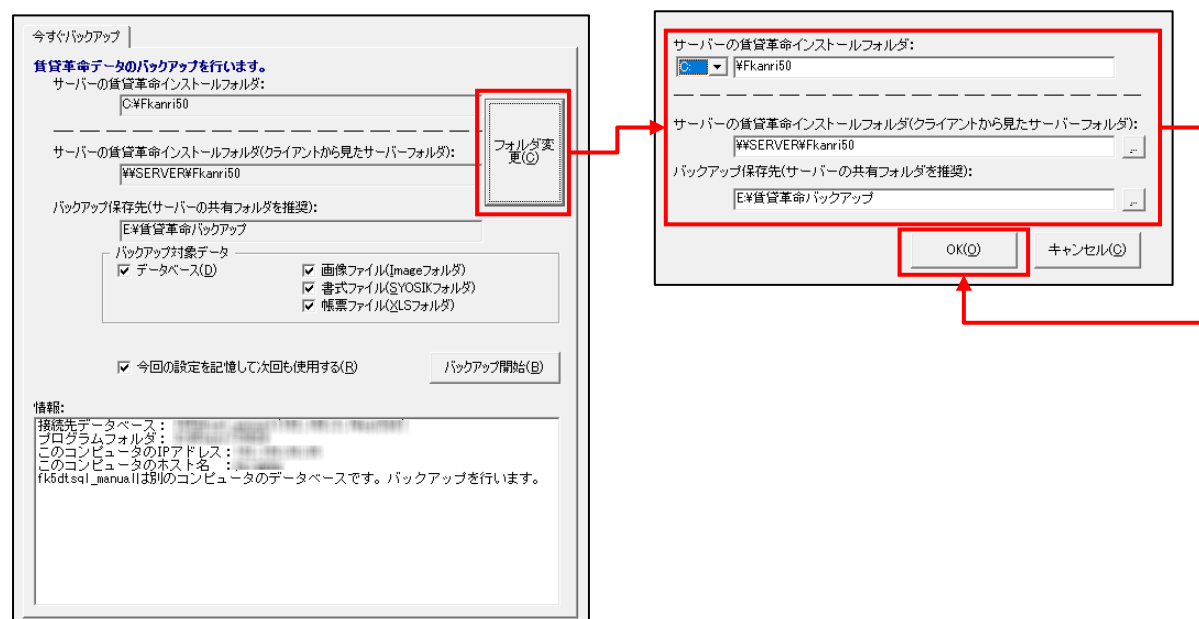 今すぐバックアップ
賃貸革命データのバックアップを行います。
サーバーの賃貸革命インストールフォルダ:
C:¥Fkanri50
サーバーの賃貸革命インストールフォルダ(クライアントから見たサーバーフォルダ):
¥¥SERVER¥Fkanri50
バックアップ保存先(サーバーの共有フォルダを推奨):
E:¥賃貸革命バックアップ
フォルダ変
更(C)
バックアップ対象データ
データベース(D)
画像ファイル(Imageフォルダ)
書式ファイル(SYOSIKフォルダ)
帳票ファイル(XLSフォルダ)
今回の設定を記憶して次回も使用する(R)
バックアップ開始(B)
情報:
接続先データベース:
プログラムフォルダ:
このコンピュータのIPアドレス:
このコンピュータのホスト名 :
fk5dtsql_manualは別のコンピュータのデータベースです。バックアップを行います。
サーバーの賃貸革命インストールフォルダ:
C: ¥Fkanri50
サーバーの賃貸革命インストールフォルダ(クライアントから見たサーバーフォルダ):
¥¥SERVER¥Fkanri50
...
バックアップ保存先(サーバーの共有フォルダを推奨):
E:¥賃貸革命バックアップ
...
OK(O)
キャンセル(C)